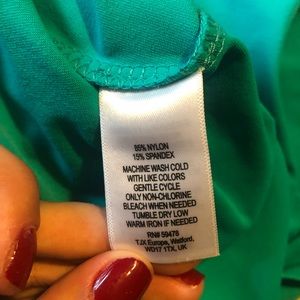 85% NYLON
15% SPANDEX
MACHINE WASH COLD
WITH LIKE COLORS
GENTLE CYCLE
ONLY NON-CHLORINE
BLEACH WHEN NEEDED
TUMBLE DRY LOW
WARM IRON IF NEEDED
RN# 59478
TJX Europe, Watford,
WD17 1TX, UK